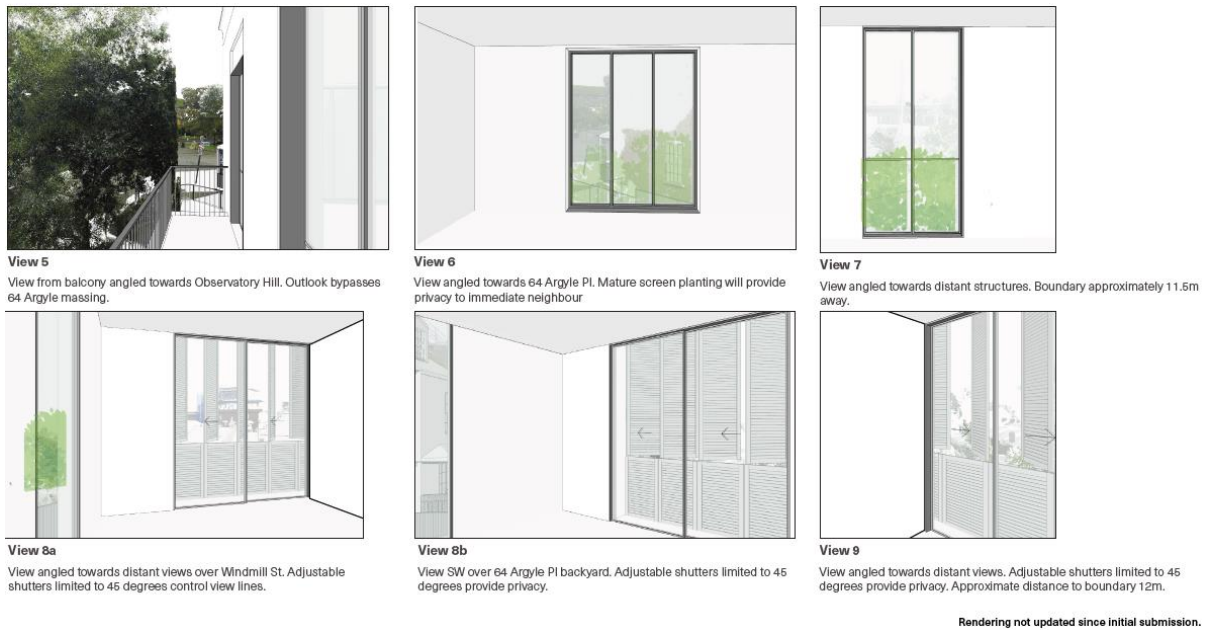 View 5
View from balcony angled towards Observatory Hill. Outlook bypasses
64 Argyle massing.
View 6
View angled towards 64 Argyle Pl. Mature screen planting will provide
privacy to immediate neighbour
View 7
View angled towards distant structures. Boundary approximately 11.5m
away.
View 8a
View angled towards distant views over Windmill St. Adjustable
shutters limited to 45 degrees control view lines.
View 8b
View SW over 64 Argyle Pl backyard. Adjustable shutters limited to 45
degrees provide privacy.
View 9
View angled towards distant views. Adjustable shutters limited to 45
degrees provide privacy. Approximate distance to boundary 12m.
Rendering not updated since initial submission.